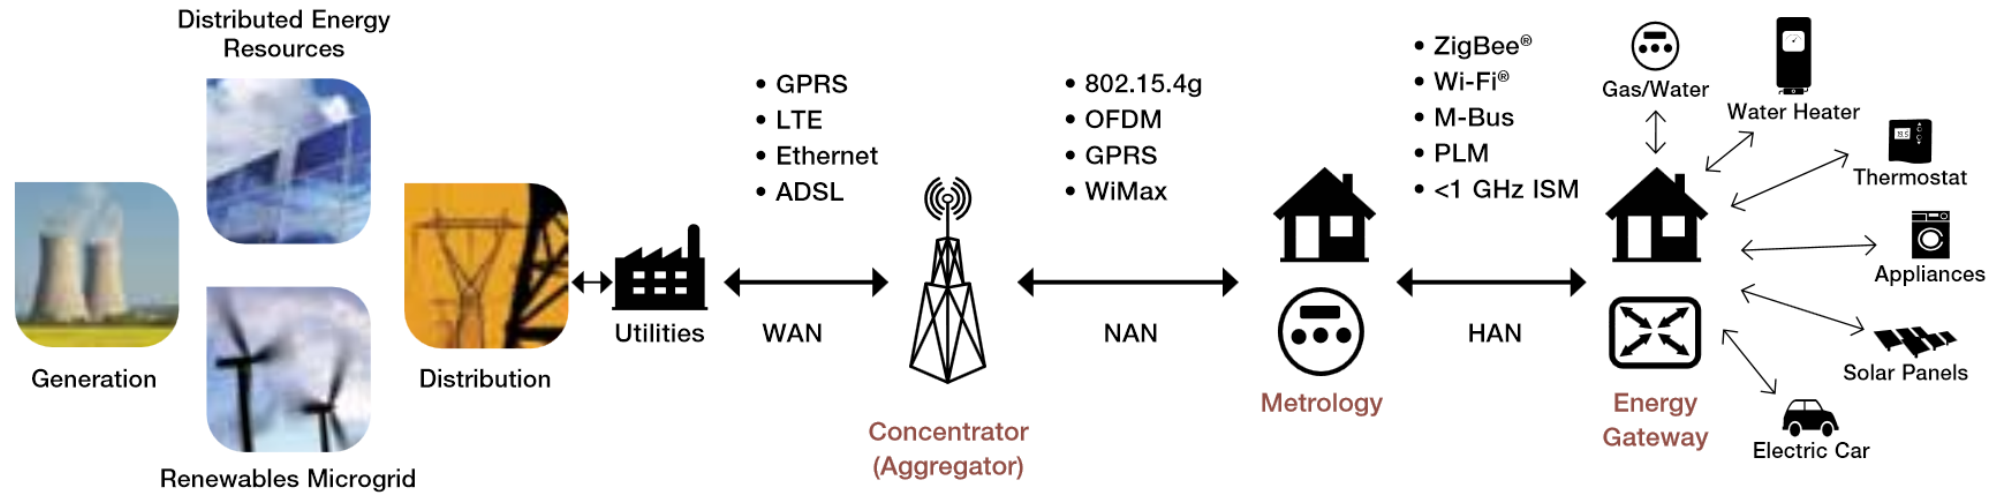 Distributed Energy
Resources
Generation
Renewables Microgrid
Distribution
Utilities
• GPRS
• LTE
• Ethernet
• ADSL
WAN
Concentrator
(Aggregator)
• 802.15.4g
• OFDM
• GPRS
• WiMax
NAN
Metrology
• ZigBee®
• Wi-Fi®
• M-Bus
• PLM
• <1 GHz ISM
HAN
Energy
Gateway
Gas/Water
Water Heater
Thermostat
Appliances
Solar Panels
Electric Car